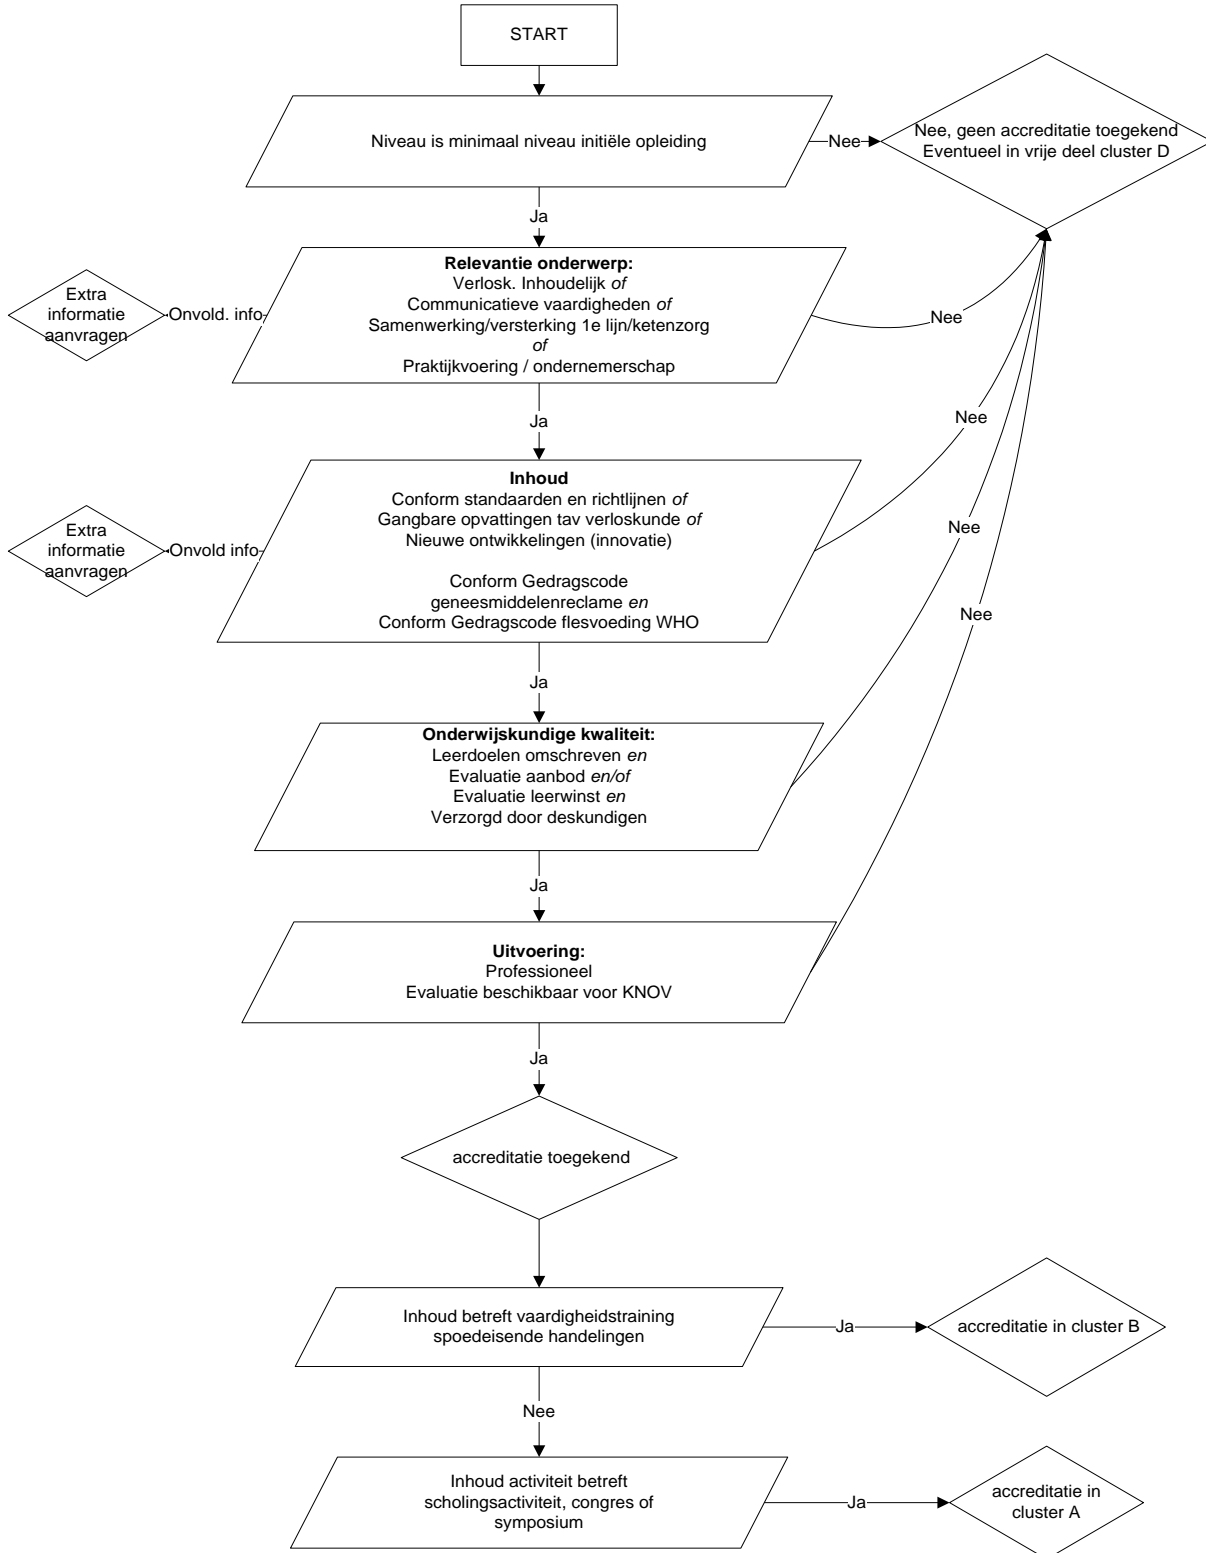 START
Niveau is minimaal niveau initiële opleiding
Nee
Nee, geen accreditatie toegekend
Eventueel in vrije deel cluster D
Ja
Relevantie onderwerp:
Verlosk. Inhoudelijk of
Communicatieve vaardigheden of
Samenwerking/versterking 1e lijn/ketenzorg
of
Praktijkvoering / ondernemerschap
Extra
informatie
aanvragen
Onvold. info
Nee
Ja
Inhoud
Conform standaarden en richtlijnen of
Gangbare opvattingen tav verloskunde of
Nieuwe ontwikkelingen (innovatie)
Conform Gedragscode
geneesmiddelenreclame en
Conform Gedragscode flesvoeding WHO
Extra
informatie
aanvragen
Onvold info
Nee
Ja
Onderwijskundige kwaliteit:
Leerdoelen omschreven en
Evaluatie aanbod en/of
Evaluatie leerwinst en
Verzorgd door deskundigen
Nee
Ja
Uitvoering:
Professioneel
Evaluatie beschikbaar voor KNOV
Nee
Ja
accreditatie toegekend
Inhoud betreft vaardigheidstraining
spoedeisende handelingen
Ja
accreditatie in cluster B
Nee
Inhoud activiteit betreft
scholingsactiviteit, congres of
symposium
Ja
accreditatie in
cluster A